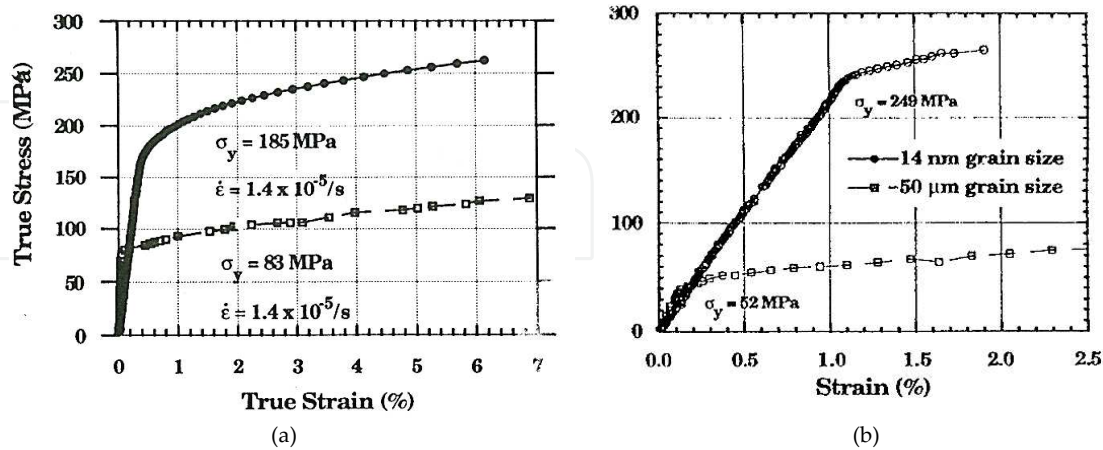 300
250
200
150
100
50
0
True Stress (MPa)
σy = 185 MPa
ε̇ = 1.4 x 10-5/s
σy = 83 MPa
ε̇ = 1.4 x 10-5/s
0 1 2 3 4 5 6 7
True Strain (%)
(a)
300
200
100
0
σy = 249 MPa
14 nm grain size
~50 μm grain size
σy = 52 MPa
0.0 0.5 1.0 1.5 2.0 2.5
Strain (%)
(b)